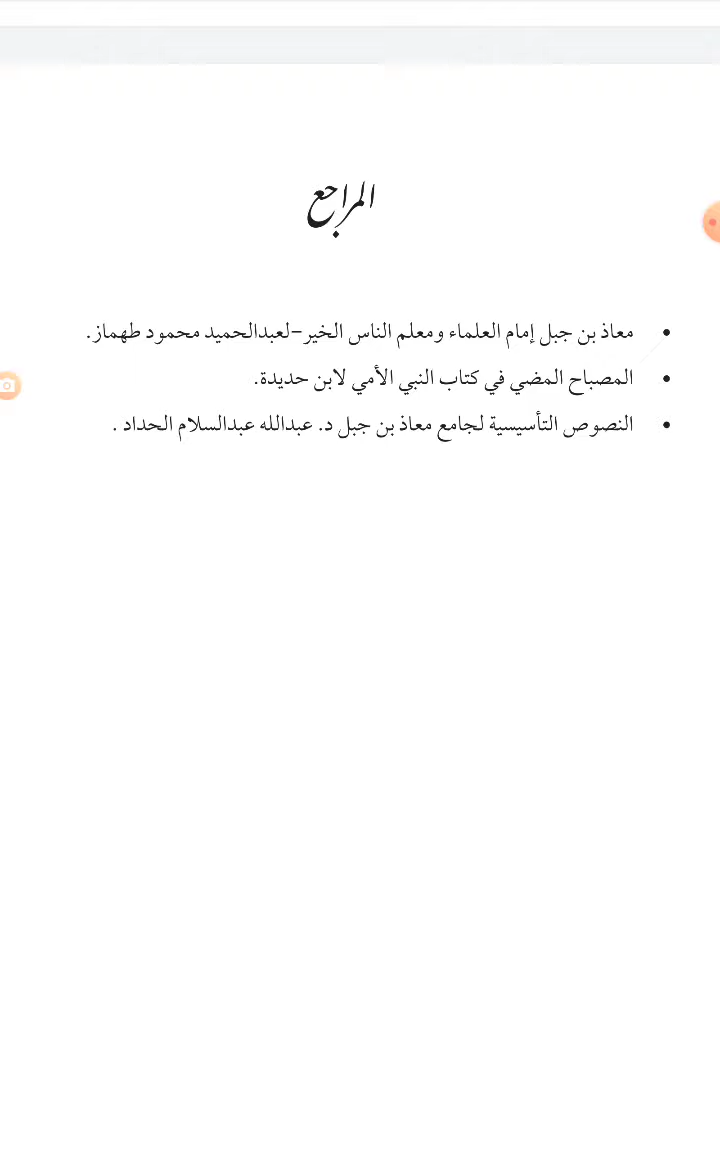 المراجع
• معاذ بن جبل إمام العلماء ومعلم الناس الخير-لعبدالحميد محمود طهماز.
• المصباح المضي في كتاب النبي الأمي لابن حديدة.
• النصوص التأسيسية لجامع معاذ بن جبل د. عبدالله عبدالسلام الحداد .